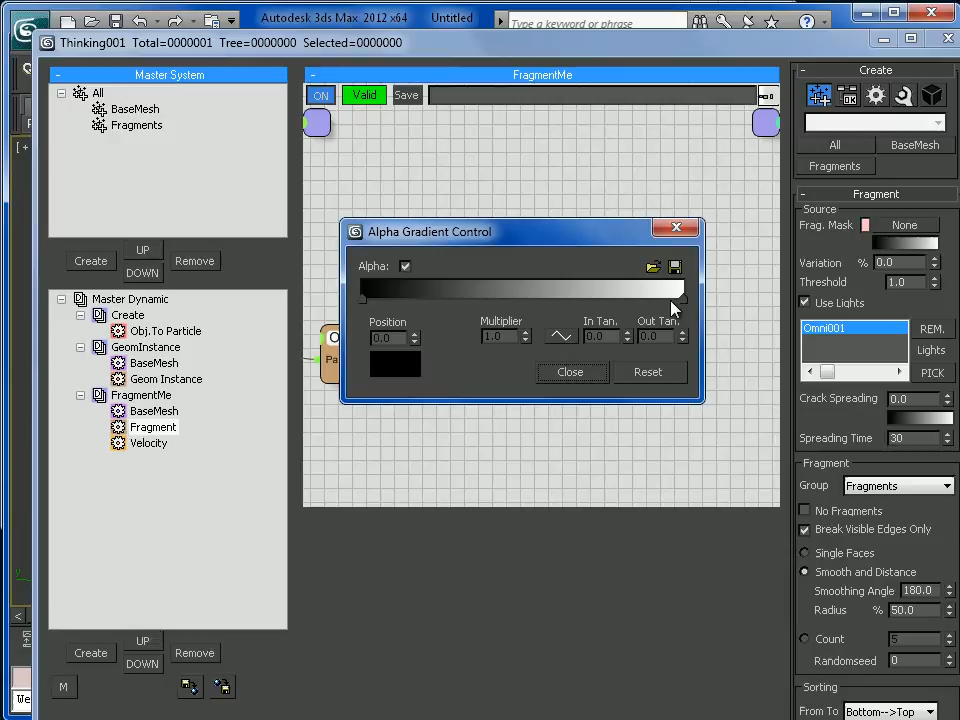 Autodesk 3ds Max 2012 x64 Untitled
Type a keyword or phrase
Thinking001 Total=0000001 Tree=0000000 Selected=0000000
Master System
All
BaseMesh
Fragments
Create
UP
DOWN
Remove
Master Dynamic
Create
Obj.To Particle
GeomInstance
BaseMesh
Geom Instance
FragmentMe
BaseMesh
Fragment
Velocity
Create
UP
DOWN
Remove
M
We
FragmentMe
ON Valid Save
O
Pa
Alpha Gradient Control
Alpha:
Position
0,0
Multiplier
1.0
In Tan.
0.0
Out Tan.
0.0
Close Reset
Create
All BaseMesh
Fragments
Fragment
Source
Frag. Mask None
Variation % 0.0
Threshold 1.0
Use Lights
Omni001
REM.
Lights
PICK
Crack Spreading 0.0
Spreading Time 30
Fragment
Group Fragments
No Fragments
Break Visible Edges Only
Single Faces
Smooth and Distance
Smoothing Angle 180.0
Radius % 50.0
Count 5
Randomseed 0
Sorting
From To Bottom-->Top